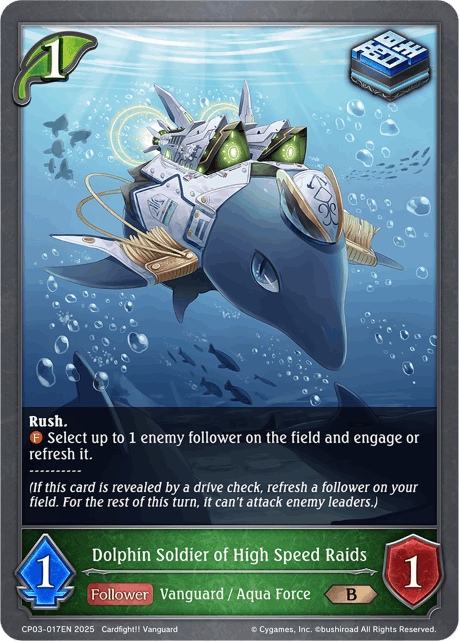 1
Rush.
F Select up to 1 enemy follower on the field and engage or
refresh it.
----------
(If this card is revealed by a drive check, refresh a follower on your
field. For the rest of this turn, it can't attack enemy leaders.)
Dolphin Soldier of High Speed Raids
1
Follower Vanguard / Aqua Force B
1
CP03-017EN 2025 Cardfight!! Vanguard © Cygames, Inc. ©bushiroad All Rights Reserved.